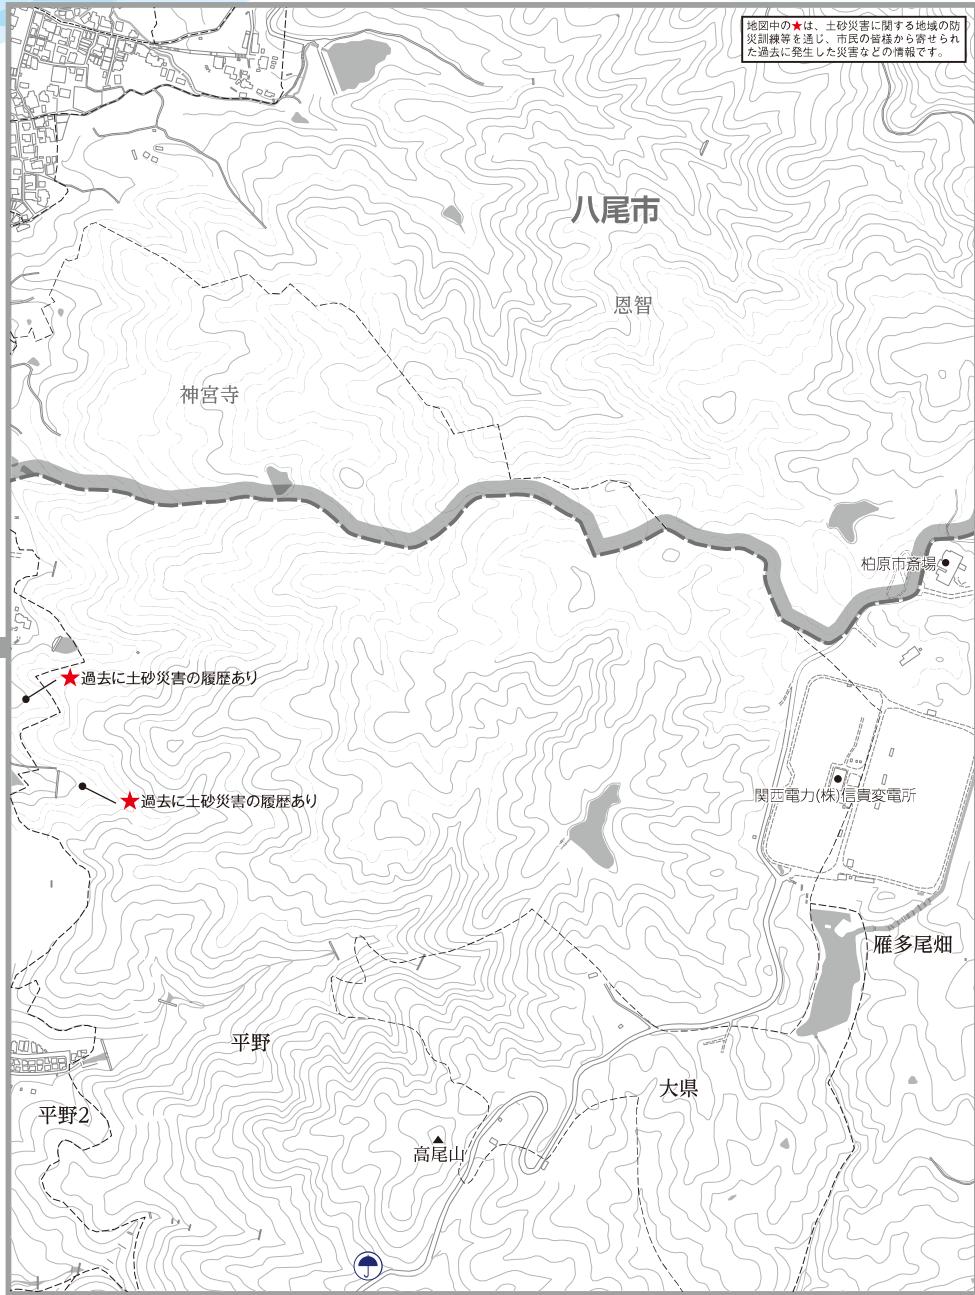 地図中の★は、土砂災害に関する地域の防
災訓練等を通じ、市民の皆様から寄せられ
た過去に発生した災害などの情報です。
八尾市
恩智
神宮寺
柏原市斎場
★過去に土砂災害の履歴あり
★過去に土砂災害の履歴あり
関西電力(株)信貴変電所
雁多尾畑
平野
大県
平野2
高尾山